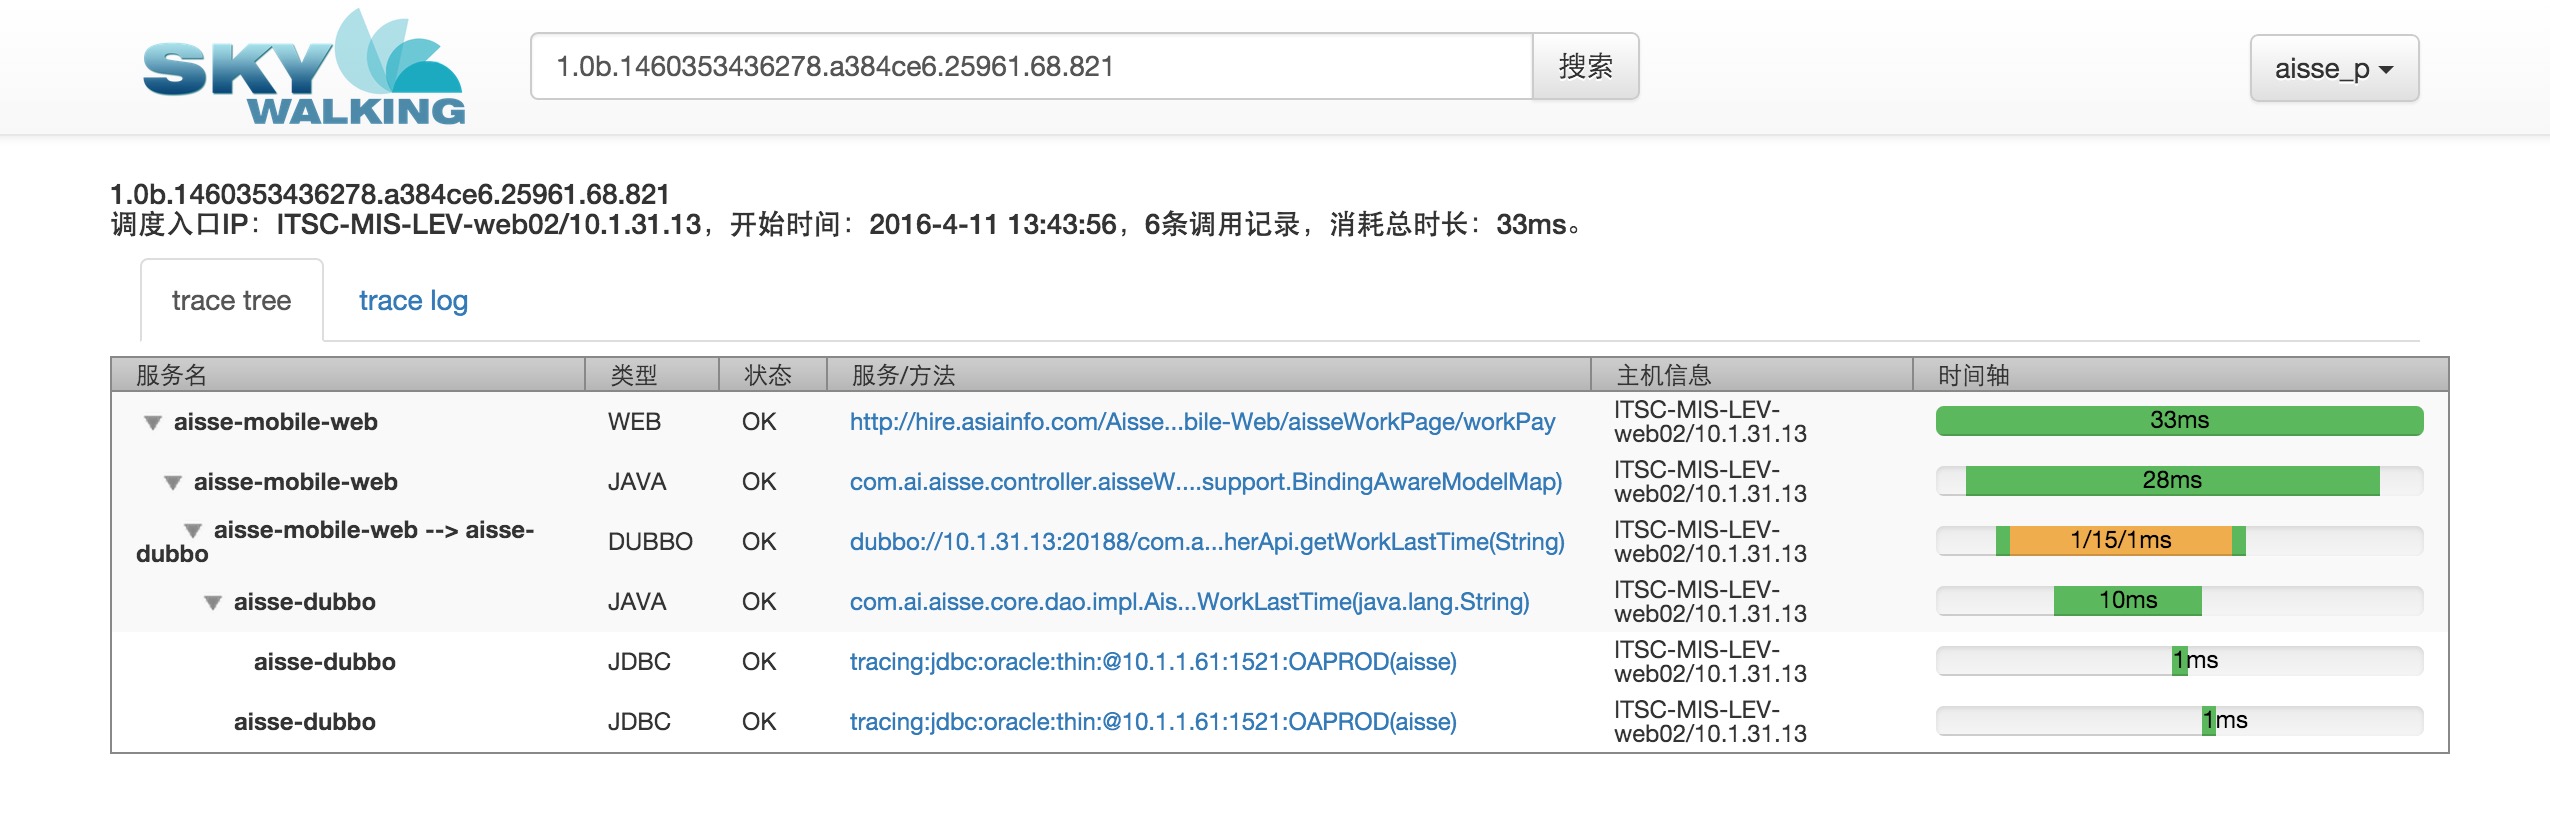 SKY WALKING
1.0b.1460353436278.a384ce6.25961.68.821 搜索 aisse_p
1.0b.1460353436278.a384ce6.25961.68.821
调度入口IP：ITSC-MIS-LEV-web02/10.1.31.13，开始时间：2016-4-11 13:43:56，6条调用记录，消耗总时长：33ms。
trace tree trace log
服务名 类型 状态 服务/方法 主机信息 时间轴
aisse-mobile-web WEB OK http://hire.asiainfo.com/Aisse...bile-Web/aisseWorkPage/workPay ITSC-MIS-LEV-
web02/10.1.31.13 33ms
aisse-mobile-web JAVA OK com.ai.aisse.controller.aisseW....support.BindingAwareModelMap) ITSC-MIS-LEV-
web02/10.1.31.13 28ms
aisse-mobile-web --> aisse-
dubbo DUBBO OK dubbo://10.1.31.13:20188/com.a...herApi.getWorkLastTime(String) ITSC-MIS-LEV-
web02/10.1.31.13 1/15/1ms
aisse-dubbo JAVA OK com.ai.aisse.core.dao.impl.Ais...WorkLastTime(java.lang.String) ITSC-MIS-LEV-
web02/10.1.31.13 10ms
aisse-dubbo JDBC OK tracing:jdbc:oracle:thin:@10.1.1.61:1521:OAPROD(aisse) ITSC-MIS-LEV-
web02/10.1.31.13 1ms
aisse-dubbo JDBC OK tracing:jdbc:oracle:thin:@10.1.1.61:1521:OAPROD(aisse) ITSC-MIS-LEV-
web02/10.1.31.13 1ms